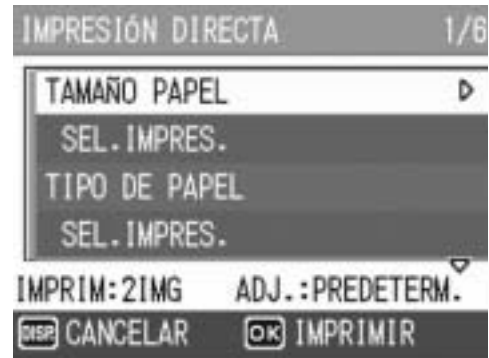 IMPRESIÓN DIRECTA 1/6
TAMAÑO PAPEL
SEL.IMPRES.
TIPO DE PAPEL
SEL.IMPRES.
IMPRIM:2IMG ADJ.:PREDETERM.
DISP. CANCELAR OK IMPRIMIR